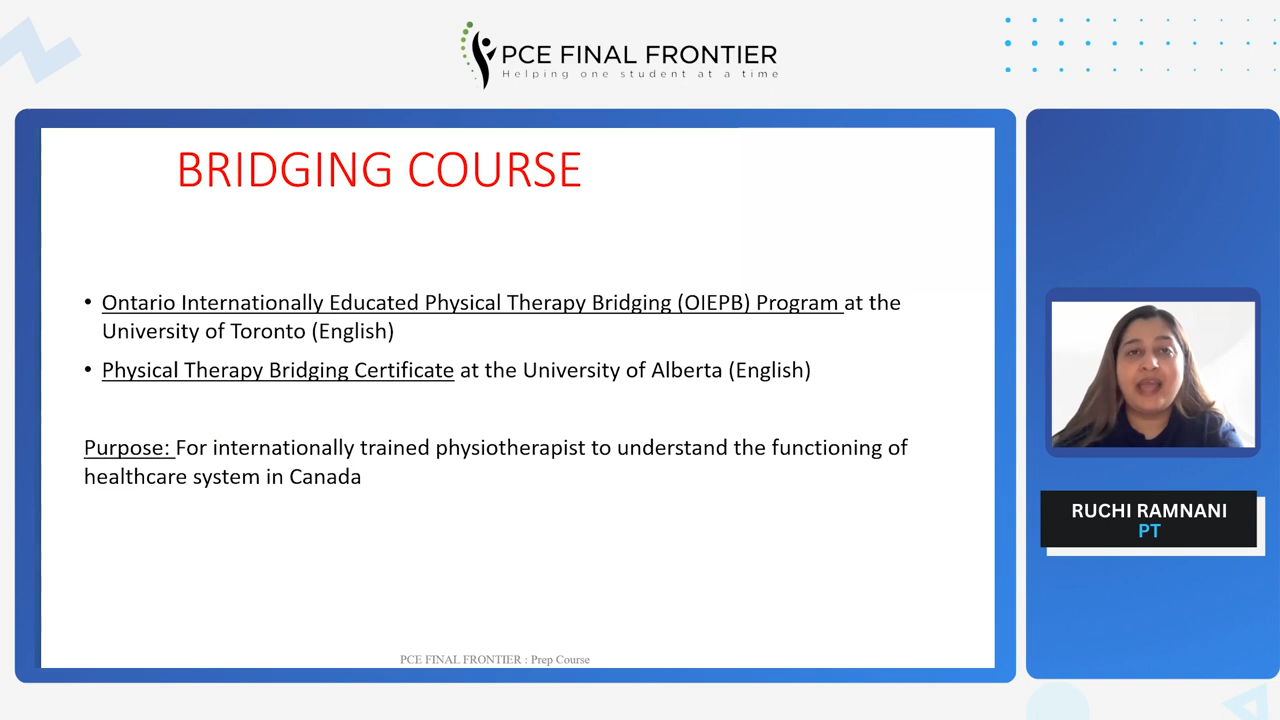 PCE FINAL FRONTIER
Helping one student at a time
BRIDGING COURSE
• Ontario Internationally Educated Physical Therapy Bridging (OIEPB) Program at the
University of Toronto (English)
• Physical Therapy Bridging Certificate at the University of Alberta (English)
Purpose: For internationally trained physiotherapist to understand the functioning of
healthcare system in Canada
PCE FINAL FRONTIER : Prep Course
RUCHI RAMNANI
PT